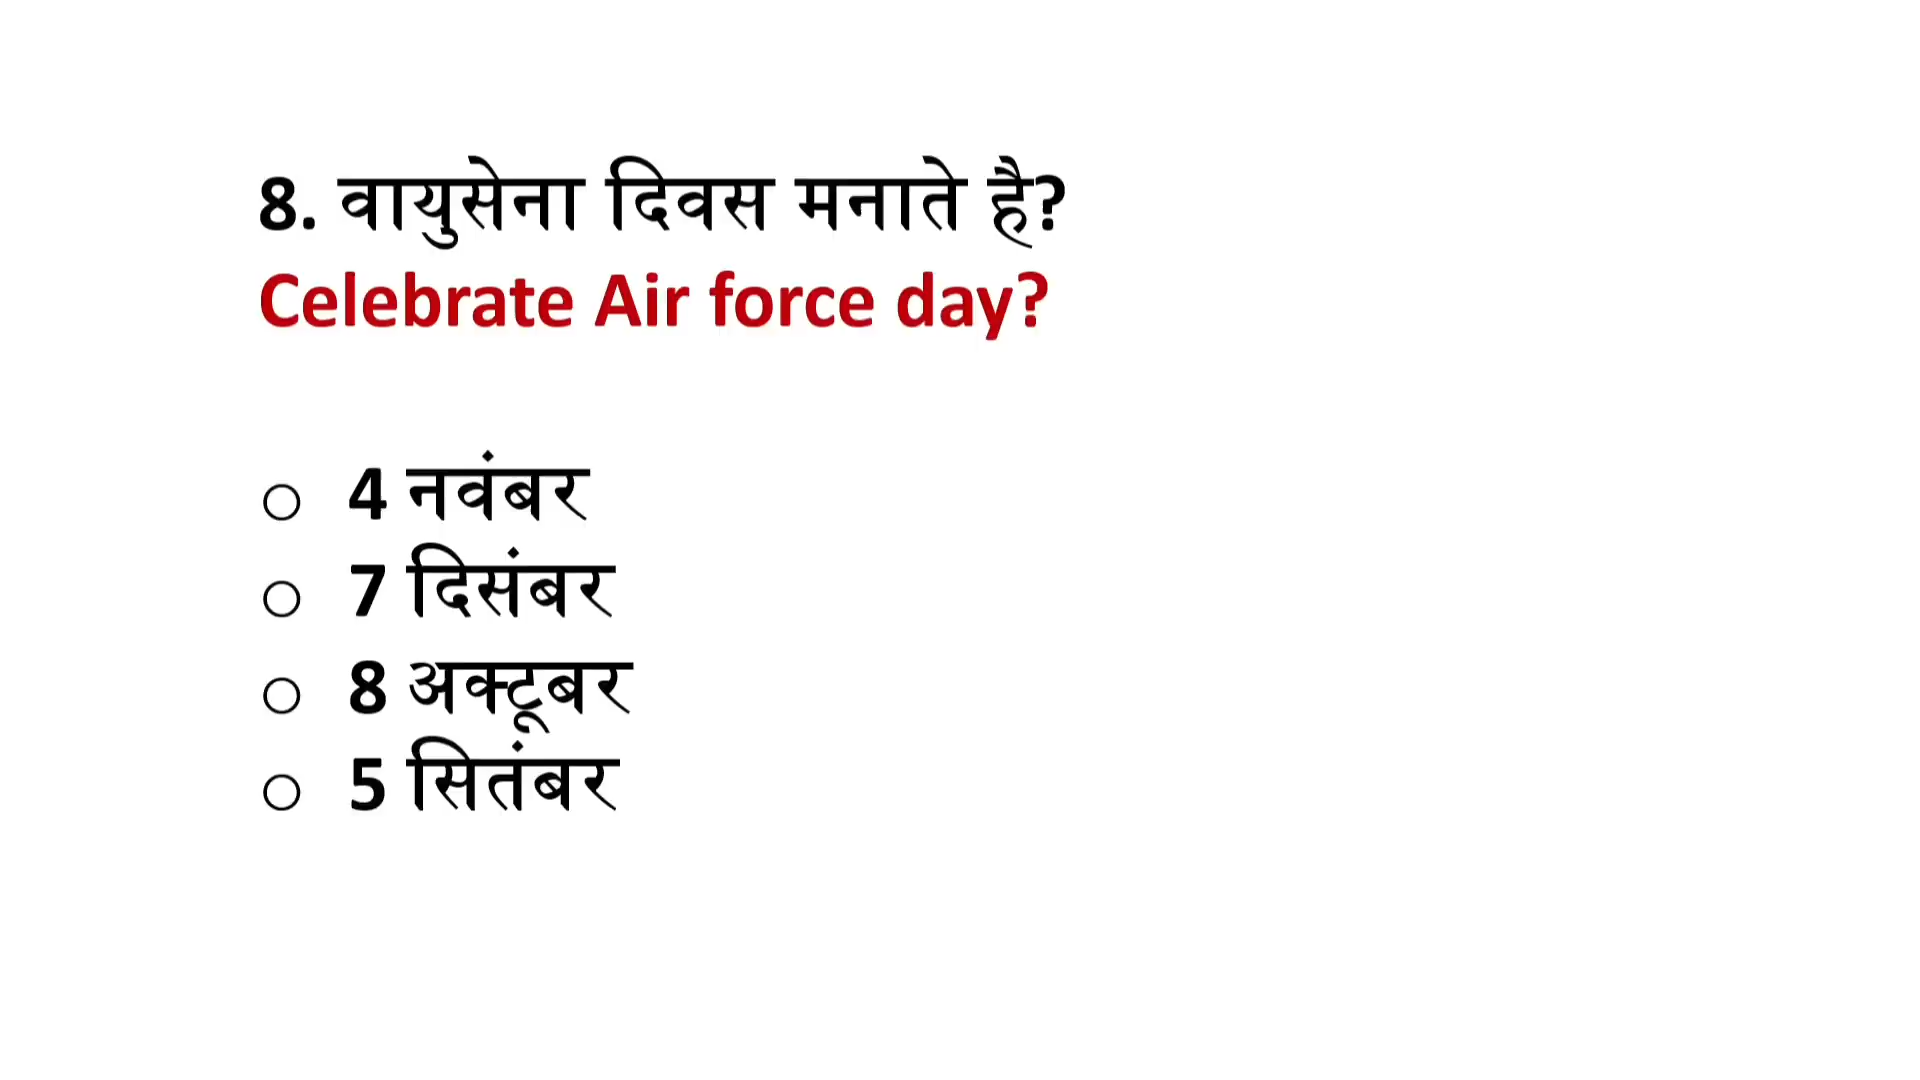 8. वायुसेना दिवस मनाते है?
Celebrate Air force day?
○ 4 नवंबर
○ 7 दिसंबर
○ 8 अक्टूबर
○ 5 सितंबर